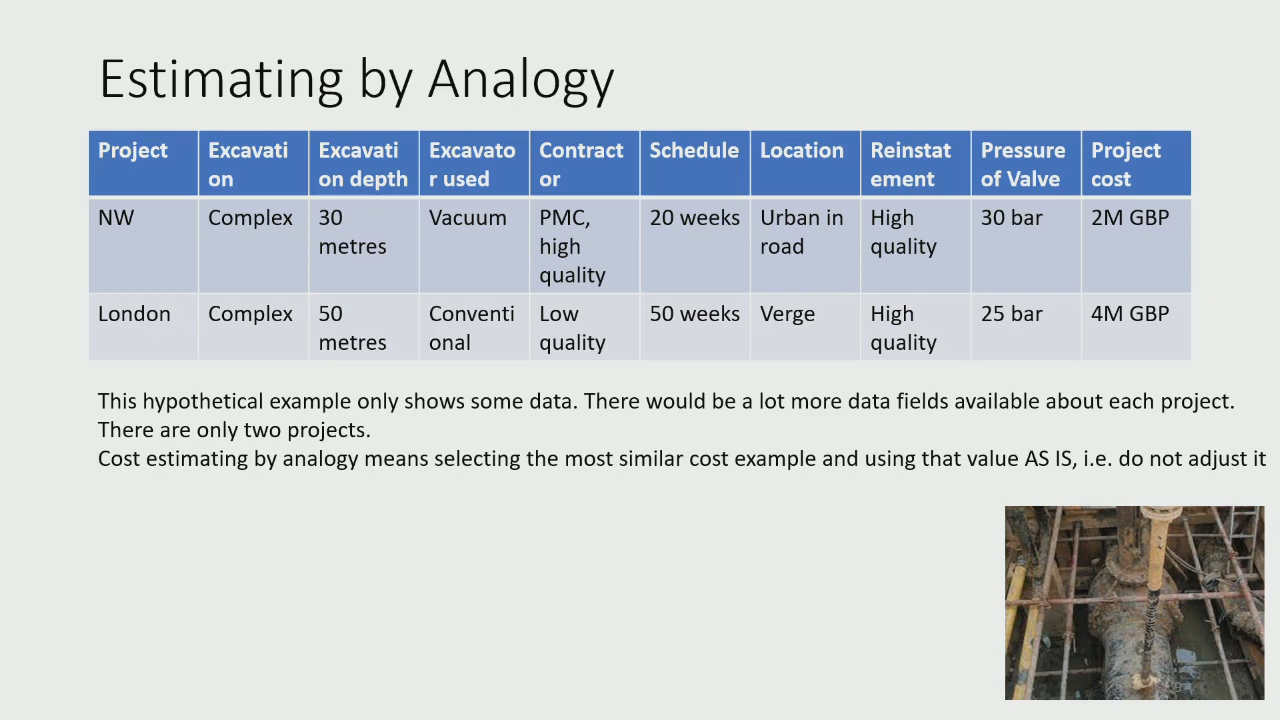 Estimating by Analogy
Project Excavati Excavati Excavato Contract Schedule Location Reinstat Pressure Project
on on depth r used or ement of Valve cost
NW Complex 30 Vacuum PMC, 20 weeks Urban in High 30 bar 2M GBP
metres high road quality
quality
London Complex 50 Conventi Low 50 weeks Verge High 25 bar 4M GBP
metres onal quality quality
This hypothetical example only shows some data. There would be a lot more data fields available about each project.
There are only two projects.
Cost estimating by analogy means selecting the most similar cost example and using that value AS IS, i.e. do not adjust it